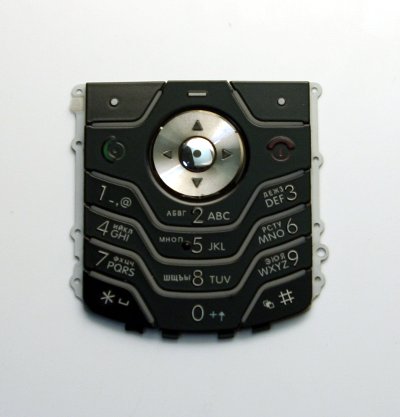 1 -,@
АБВГ 2 ABC
ДЕЖЗ DEF 3
4 ИЙКЛ GHI
МНОП 5 JKL
РСТУ MNO 6
7 ФХЦЧ PQRS
ШЩЪЫ 8 TUV
ЭЮЯ WXYZ 9
* ␣
0 +↑
#